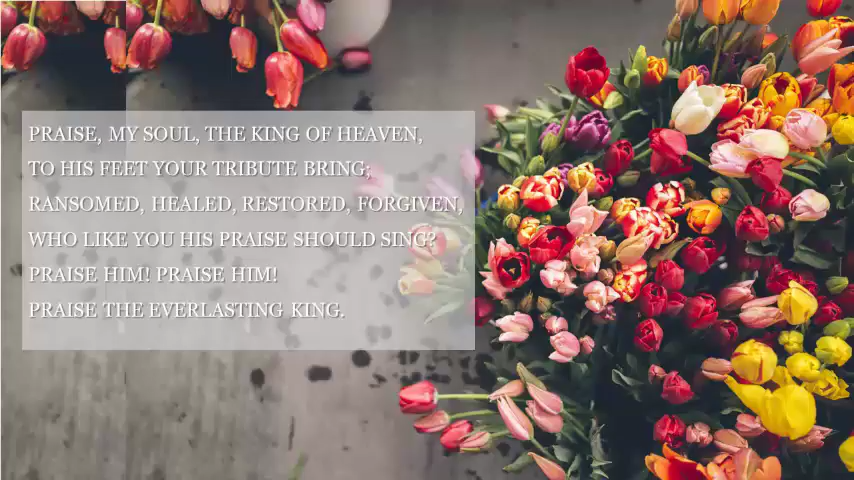 PRAISE, MY SOUL, THE KING OF HEAVEN,
TO HIS FEET YOUR TRIBUTE BRING;
RANSOMED, HEALED, RESTORED, FORGIVEN,
WHO LIKE YOU HIS PRAISE SHOULD SING?
PRAISE HIM! PRAISE HIM!
PRAISE THE EVERLASTING KING.